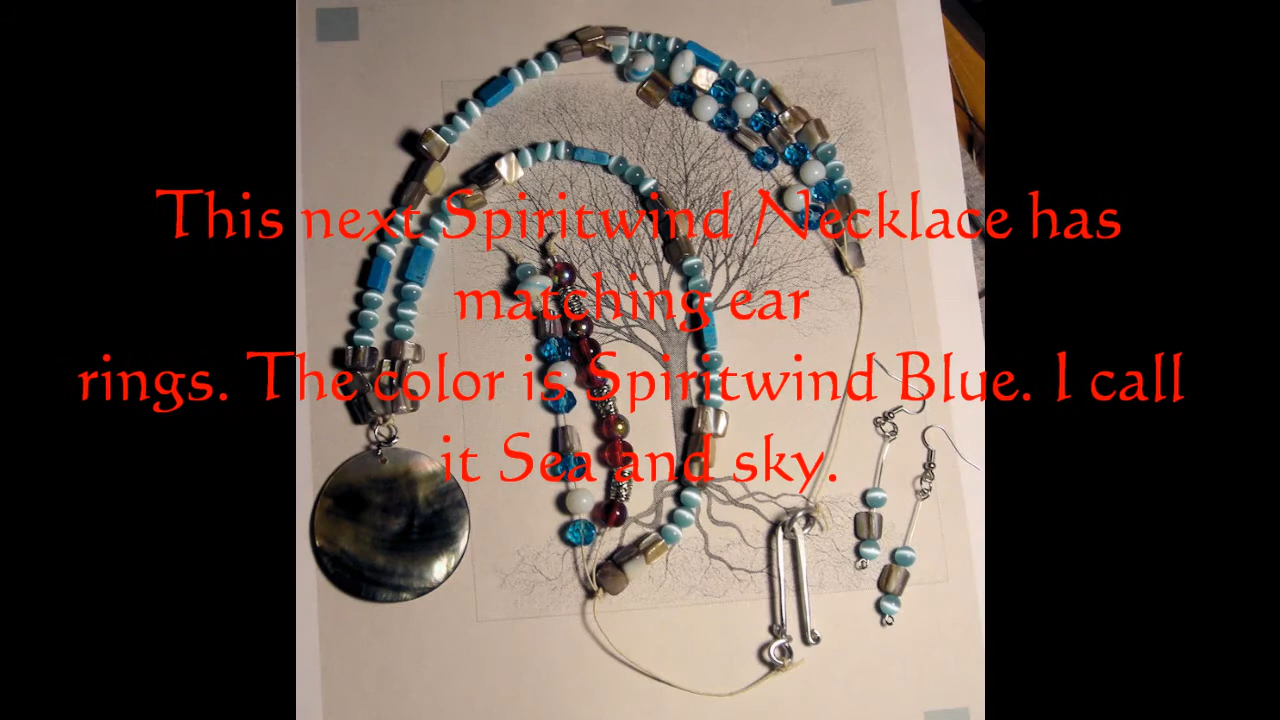 This next Spiritwind Necklace has
matching ear
rings. The color is Spiritwind Blue. I call
it Sea and sky.